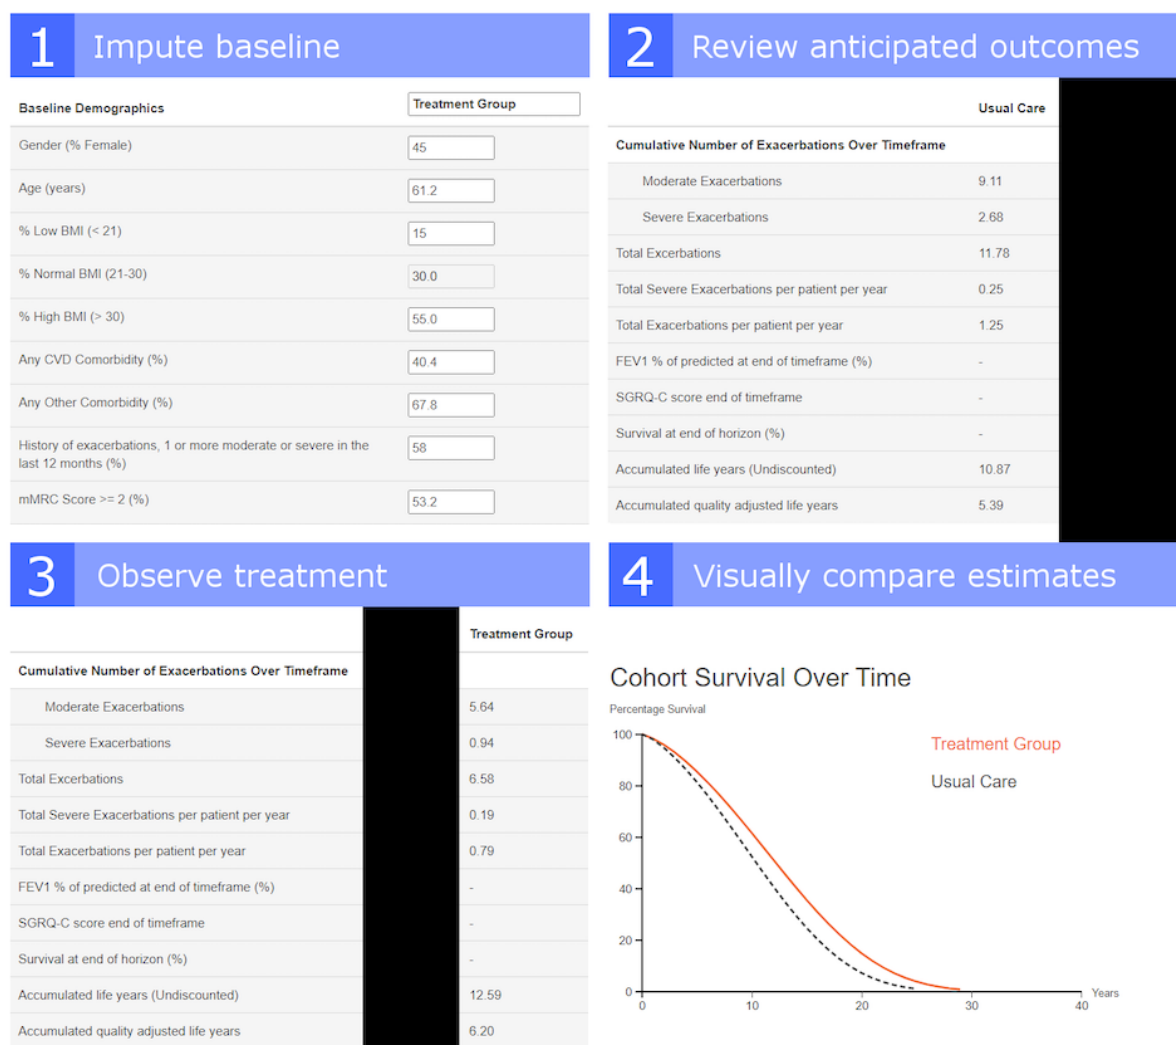 1 Impute baseline
Baseline Demographics Treatment Group
Gender (% Female) 45
Age (years) 61.2
% Low BMI (< 21) 15
% Normal BMI (21-30) 30.0
% High BMI (> 30) 55.0
Any CVD Comorbidity (%) 40.4
Any Other Comorbidity (%) 67.8
History of exacerbations, 1 or more moderate or severe in the 58
last 12 months (%)
mMRC Score >= 2 (%) 53.2
2 Review anticipated outcomes
Usual Care
Cumulative Number of Exacerbations Over Timeframe
Moderate Exacerbations 9.11
Severe Exacerbations 2.68
Total Excerbations 11.78
Total Severe Exacerbations per patient per year 0.25
Total Exacerbations per patient per year 1.25
FEV1 % of predicted at end of timeframe (%) -
SGRQ-C score end of timeframe -
Survival at end of horizon (%) -
Accumulated life years (Undiscounted) 10.87
Accumulated quality adjusted life years 5.39
3 Observe treatment
Treatment Group
Cumulative Number of Exacerbations Over Timeframe
Moderate Exacerbations 5.64
Severe Exacerbations 0.94
Total Excerbations 6.58
Total Severe Exacerbations per patient per year 0.19
Total Exacerbations per patient per year 0.79
FEV1 % of predicted at end of timeframe (%) -
SGRQ-C score end of timeframe -
Survival at end of horizon (%) -
Accumulated life years (Undiscounted) 12.59
Accumulated quality adjusted life years 6.20
4 Visually compare estimates
Cohort Survival Over Time
Percentage Survival
100
Treatment Group
80
Usual Care
60
40
20
0
0 10 20 30 40 Years